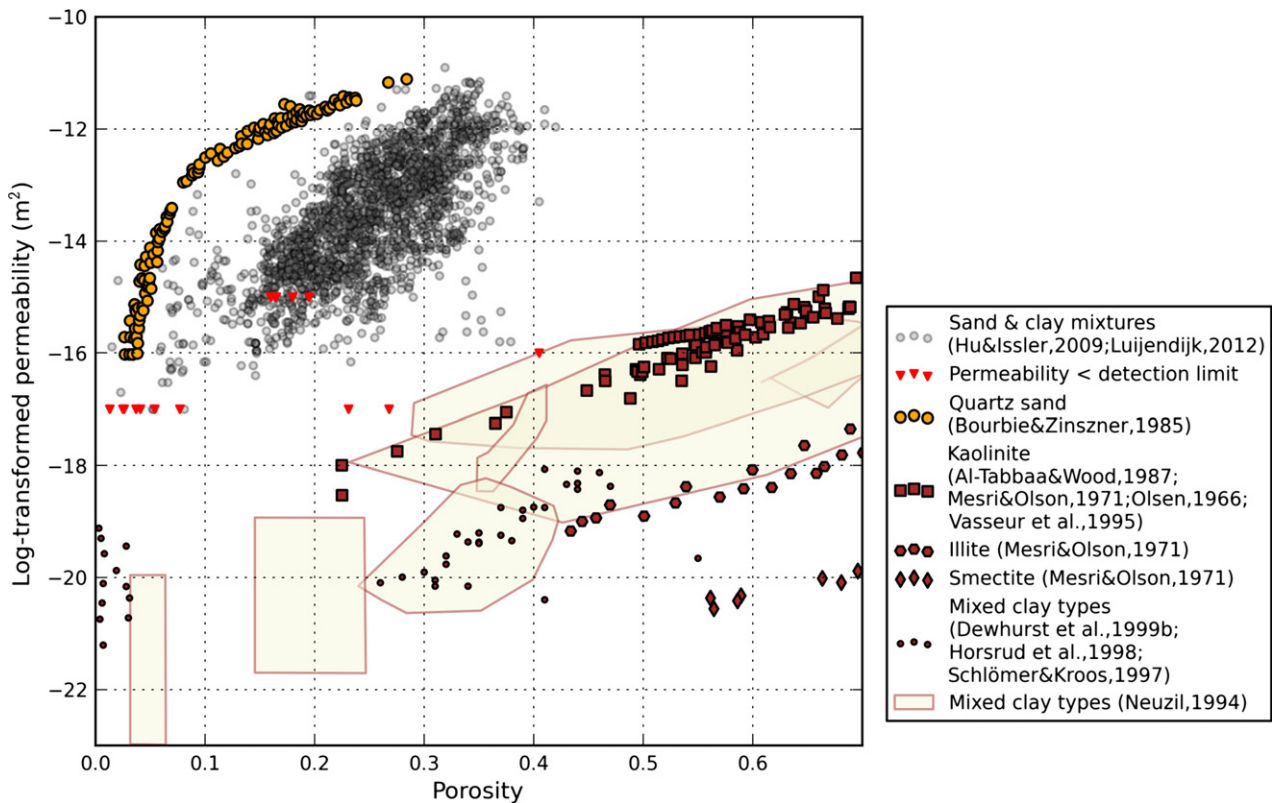 −10
−12
−14
−16
−18
−20
−22
Log-transformed permeability (m²)
0.0 0.1 0.2 0.3 0.4 0.5 0.6
Porosity
Sand & clay mixtures
(Hu&Issler,2009;Luijendijk,2012)
Permeability < detection limit
Quartz sand
(Bourbie&Zinszner,1985)
Kaolinite
(Al-Tabbaa&Wood,1987;
Mesri&Olson,1971;Olsen,1966;
Vasseur et al.,1995)
Illite (Mesri&Olson,1971)
Smectite (Mesri&Olson,1971)
Mixed clay types
(Dewhurst et al.,1999b;
Horsrud et al.,1998;
Schlömer&Kroos,1997)
Mixed clay types (Neuzil,1994)